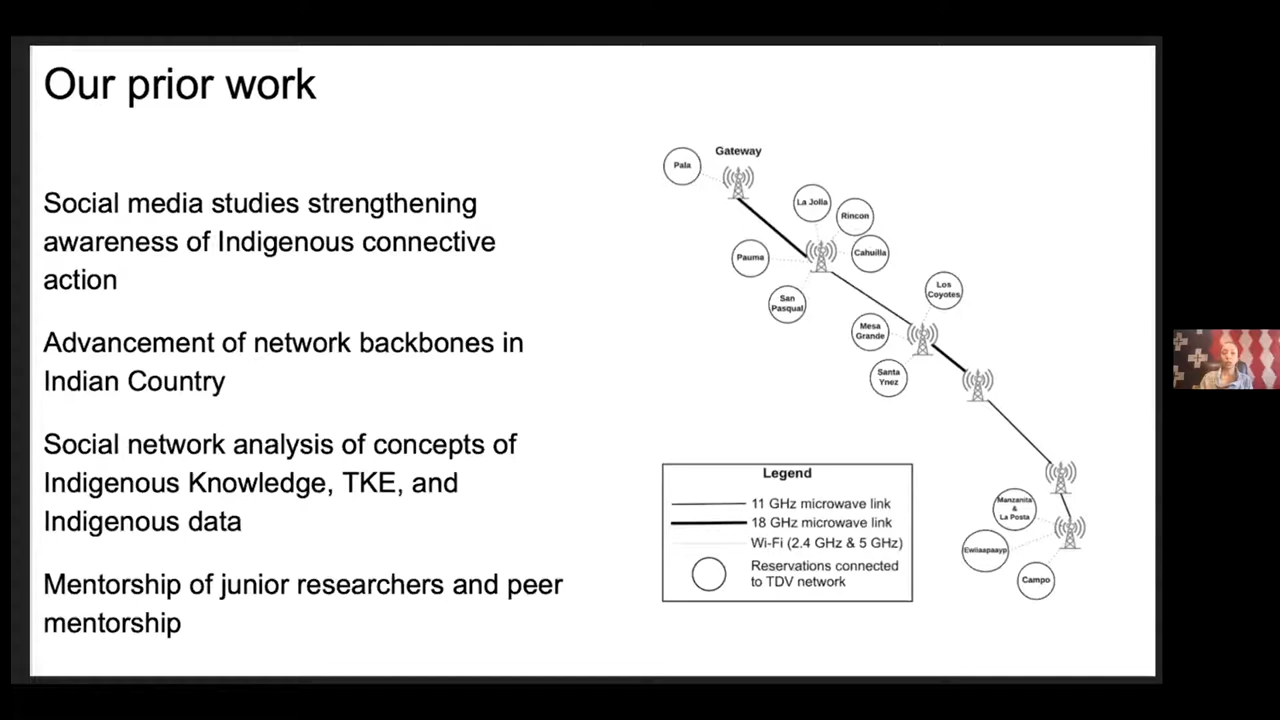 Our prior work
Social media studies strengthening
awareness of Indigenous connective
action
Advancement of network backbones in
Indian Country
Social network analysis of concepts of
Indigenous Knowledge, TKE, and
Indigenous data
Mentorship of junior researchers and peer
mentorship
Gateway
Pala
La Jolla
Rincon
Pauma
Cahuilla
San
Pasqual
Los
Coyotes
Mesa
Grande
Santa
Ynez
Manzanita
&
La Posta
Ewiiaapaayp
Campo
Legend
11 GHz microwave link
18 GHz microwave link
Wi-Fi (2.4 GHz & 5 GHz)
Reservations connected
to TDV network